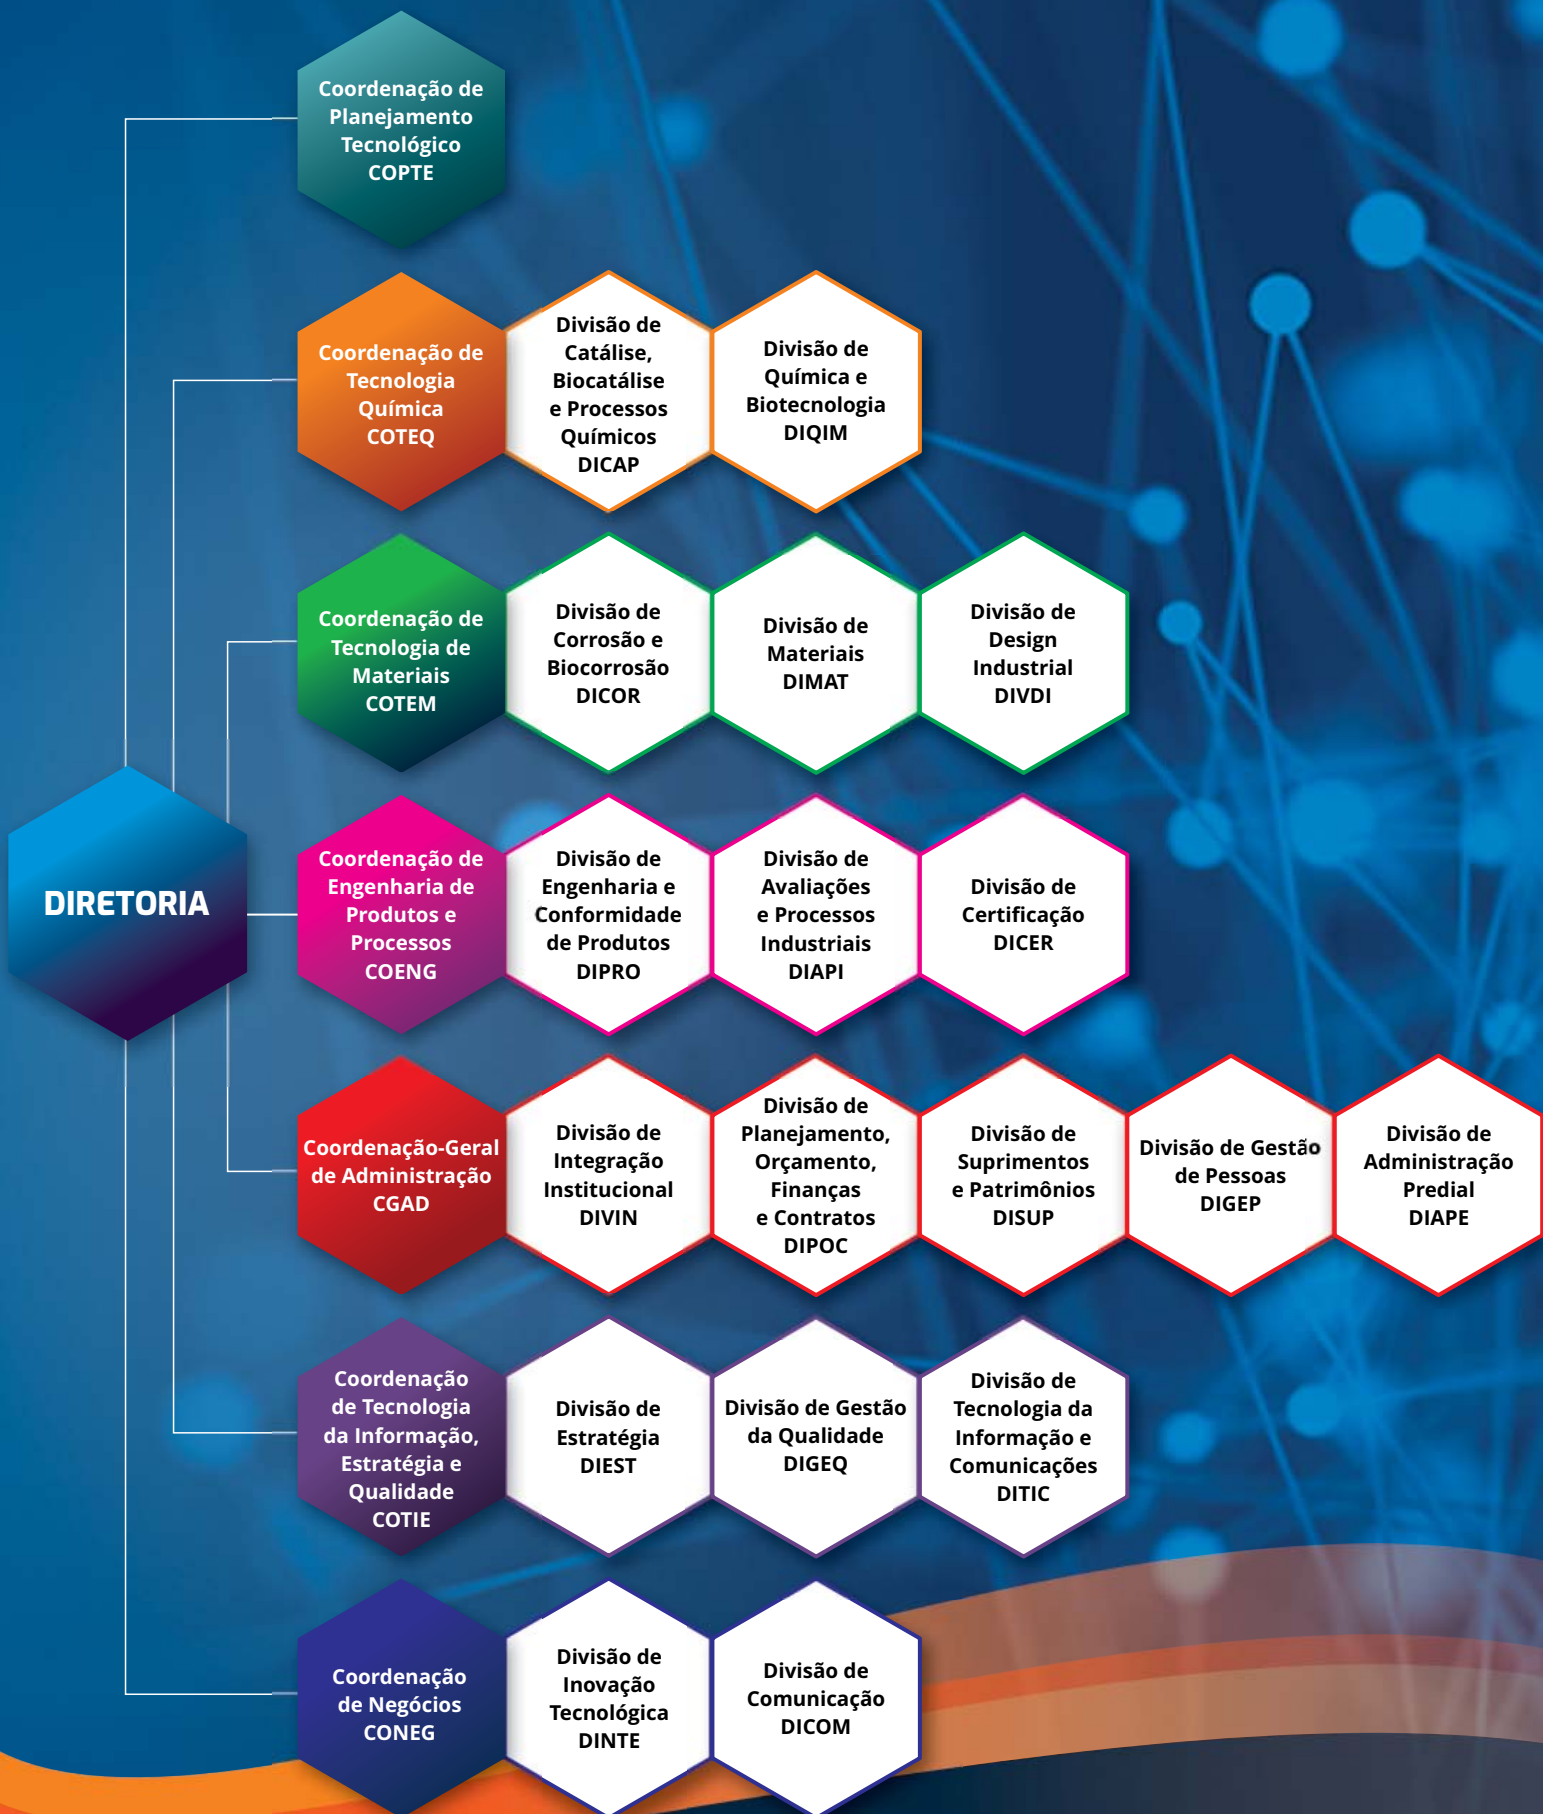 Coordenação de
Planejamento
Tecnológico
COPTE
Coordenação de
Tecnologia
Química
COTEQ
Divisão de
Catálise,
Biocatálise
e Processos
Químicos
DICAP
Divisão de
Química e
Biotecnologia
DIQIM
Coordenação de
Tecnologia de
Materiais
COTEM
Divisão de
Corrosão e
Biocorrosão
DICOR
Divisão de
Materiais
DIMAT
Divisão de
Design
Industrial
DIVDI
DIRETORIA
Coordenação de
Engenharia de
Produtos e
Processos
COENG
Divisão de
Engenharia e
Conformidade
de Produtos
DIPRO
Divisão de
Avaliações
e Processos
Industriais
DIAPI
Divisão de
Certificação
DICER
Coordenação-Geral
de Administração
CGAD
Divisão de
Integração
Institucional
DIVIN
Divisão de
Planejamento,
Orçamento,
Finanças
e Contratos
DIPOC
Divisão de
Suprimentos
e Patrimônios
DISUP
Divisão de Gestão
de Pessoas
DIGEP
Divisão de
Administração
Predial
DIAPE
Coordenação
de Tecnologia
da Informação,
Estratégia e
Qualidade
COTIE
Divisão de
Estratégia
DIEST
Divisão de Gestão
da Qualidade
DIGEQ
Divisão de
Tecnologia da
Informação e
Comunicações
DITIC
Coordenação
de Negócios
CONEG
Divisão de
Inovação
Tecnológica
DINTE
Divisão de
Comunicação
DICOM